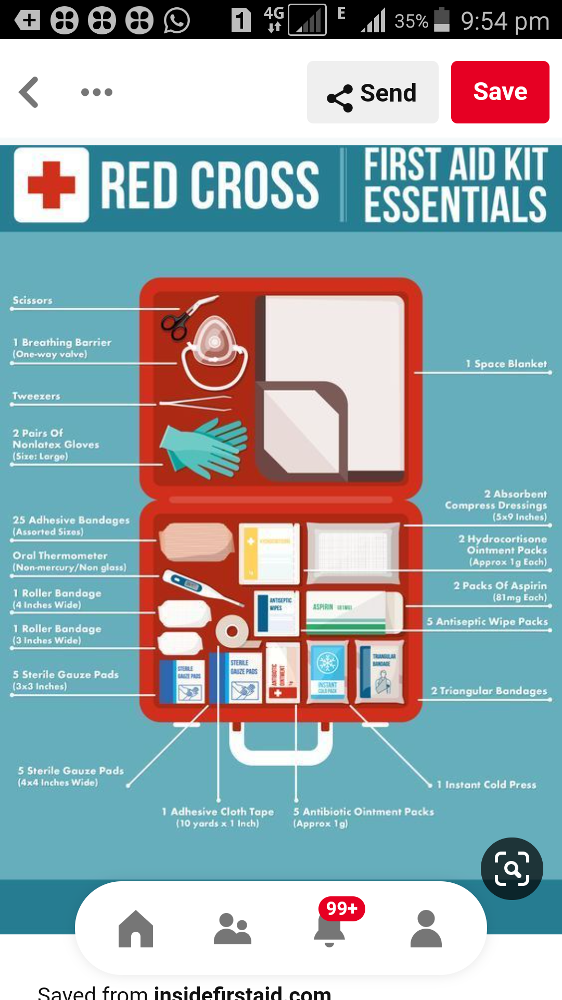 1 4G E 35% 9:54 pm
Send Save
RED CROSS
FIRST AID KIT
ESSENTIALS
Scissors
1 Breathing Barrier
(One-way valve)
1 Space Blanket
Tweezers
2 Pairs Of
Nonlatex Gloves
(Size: Large)
2 Absorbent
Compress Dressings
(5x9 Inches)
25 Adhesive Bandages
(Assorted Sizes)
2 Hydrocortisone
Ointment Packs
(Approx 1g Each)
HYDROCORTISONE
1g
Oral Thermometer
(Non-mercury/Non glass)
2 Packs Of Aspirin
(81mg Each)
1 Roller Bandage
(4 Inches Wide)
ANTISEPTIC
WIPES
ASPIRIN
5 Antiseptic Wipe Packs
1 Roller Bandage
(3 Inches Wide)
5 Sterile Gauze Pads
(3x3 Inches)
STERILE
GAUZE PADS
STERILE
GAUZE PADS
ANTIBIOTIC
OINTMENT
1g
INSTANT
COLD PACK
TRIANGULAR
BANDAGE
2 Triangular Bandages
5 Sterile Gauze Pads
(4x4 Inches Wide)
1 Instant Cold Press
1 Adhesive Cloth Tape
(10 yards x 1 Inch)
5 Antibiotic Ointment Packs
(Approx 1g)
99+
Saved from insidefirstaid.com